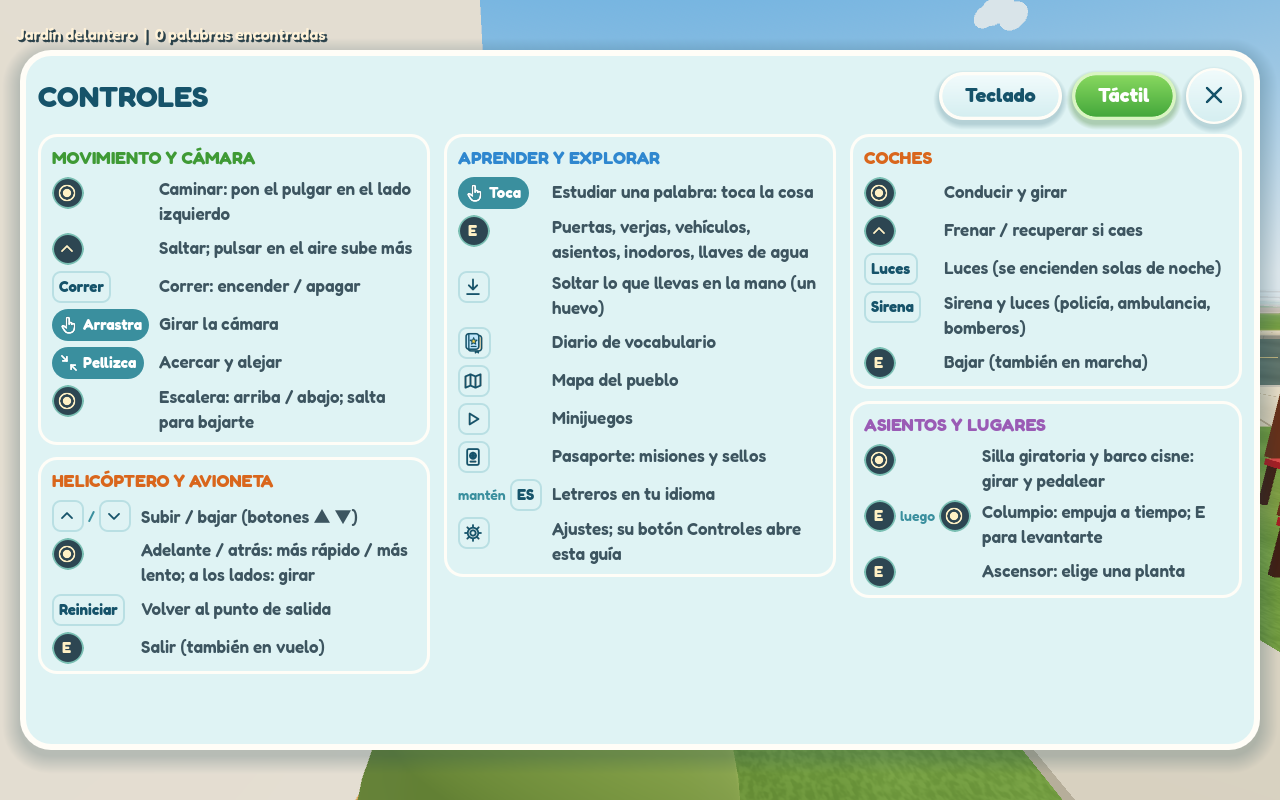 Jardín delantero | 0 palabras encontradas
CONTROLES
Teclado
Táctil
MOVIMIENTO Y CÁMARA
Caminar: pon el pulgar en el lado
izquierdo
Saltar; pulsar en el aire sube más
Correr Correr: encender / apagar
Arrastra Girar la cámara
Pellizca Acercar y alejar
Escalera: arriba / abajo; salta
para bajarte
HELICÓPTERO Y AVIONETA
/ Subir / bajar (botones ▲ ▼)
Adelante / atrás: más rápido / más
lento; a los lados: girar
Reiniciar Volver al punto de salida
E Salir (también en vuelo)
APRENDER Y EXPLORAR
Toca Estudiar una palabra: toca la cosa
E Puertas, verjas, vehículos,
asientos, inodoros, llaves de agua
Soltar lo que llevas en la mano (un
huevo)
Diario de vocabulario
Mapa del pueblo
Minijuegos
Pasaporte: misiones y sellos
mantén ES Letreros en tu idioma
Ajustes; su botón Controles abre
esta guía
COCHES
Conducir y girar
Frenar / recuperar si caes
Luces Luces (se encienden solas de noche)
Sirena Sirena y luces (policía, ambulancia,
bomberos)
E Bajar (también en marcha)
ASIENTOS Y LUGARES
Silla giratoria y barco cisne:
girar y pedalear
E luego Columpio: empuja a tiempo; E
para levantarte
E Ascensor: elige una planta